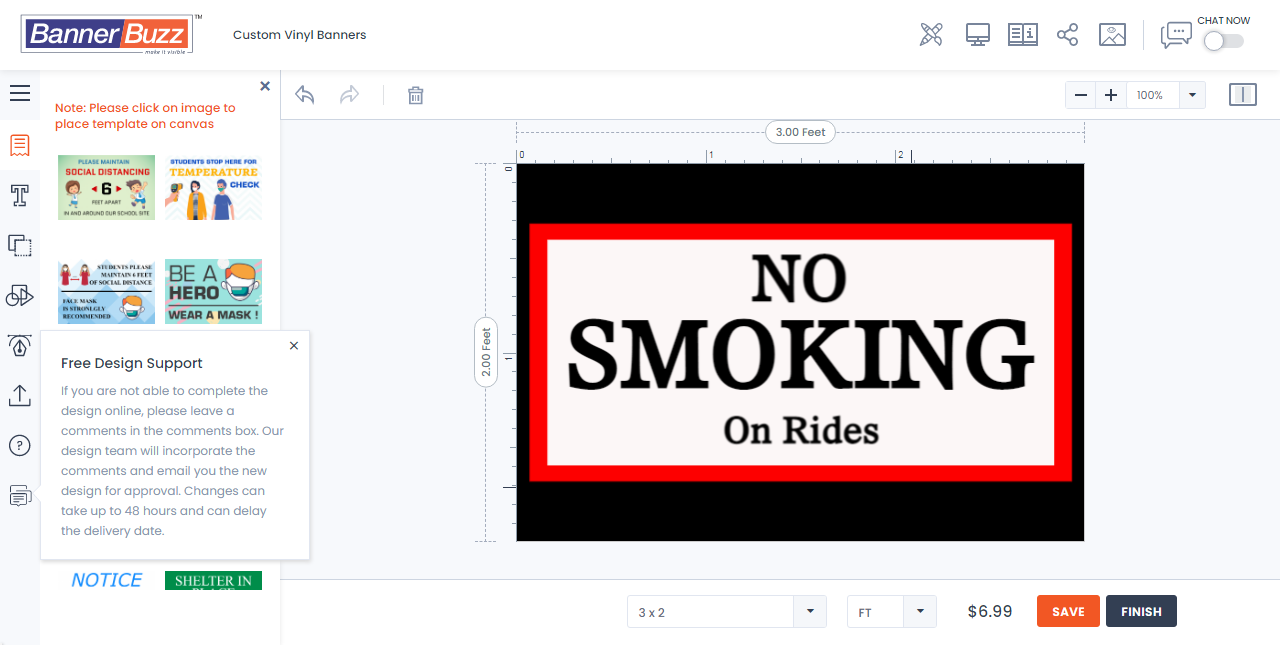 BannerBuzz™
make it visible
Custom Vinyl Banners
CHAT NOW
Note: Please click on image to
place template on canvas
100%
PLEASE MAINTAIN
SOCIAL DISTANCING
6
FEET APART
IN AND AROUND OUR SCHOOL SITE
STUDENTS STOP HERE FOR
TEMPERATURE
CHECK
STUDENTS PLEASE
MAINTAIN 6 FEET
OF SOCIAL DISTANCE
FACE MASK
IS STRONLGLY
RECOMMENDED
BE A
HERO
WEAR A MASK !
Free Design Support
If you are not able to complete the
design online, please leave a
comments in the comments box. Our
design team will incorporate the
comments and email you the new
design for approval. Changes can
take up to 48 hours and can delay
the delivery date.
NOTICE
SHELTER IN
PLACE
3.00 Feet
0 1 2
0
1
2.00 Feet
NO
SMOKING
On Rides
3 x 2
FT
$6.99
SAVE
FINISH